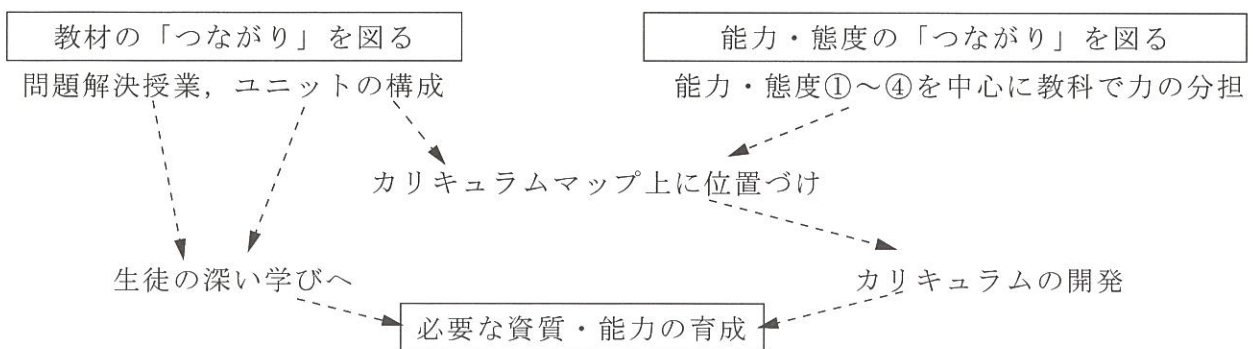 教材の「つながり」を図る
能力・態度の「つながり」を図る
問題解決授業，ユニットの構成
能力・態度①～④を中心に教科で力の分担
カリキュラムマップ上に位置づけ
生徒の深い学びへ
カリキュラムの開発
必要な資質・能力の育成